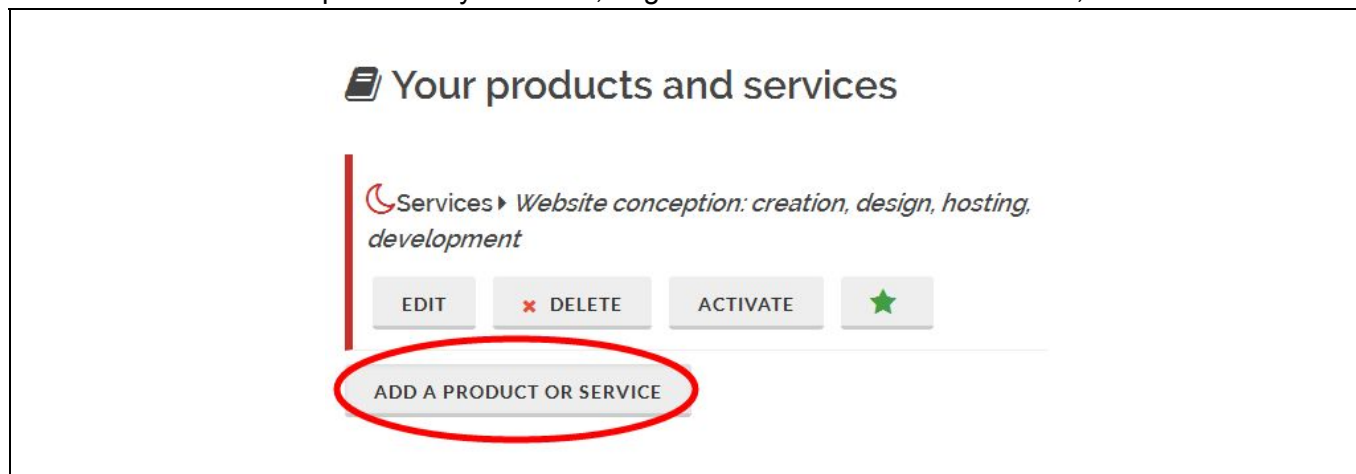 Your products and services
Services ▸ Website conception: creation, design, hosting,
development
EDIT
DELETE
ACTIVATE
ADD A PRODUCT OR SERVICE